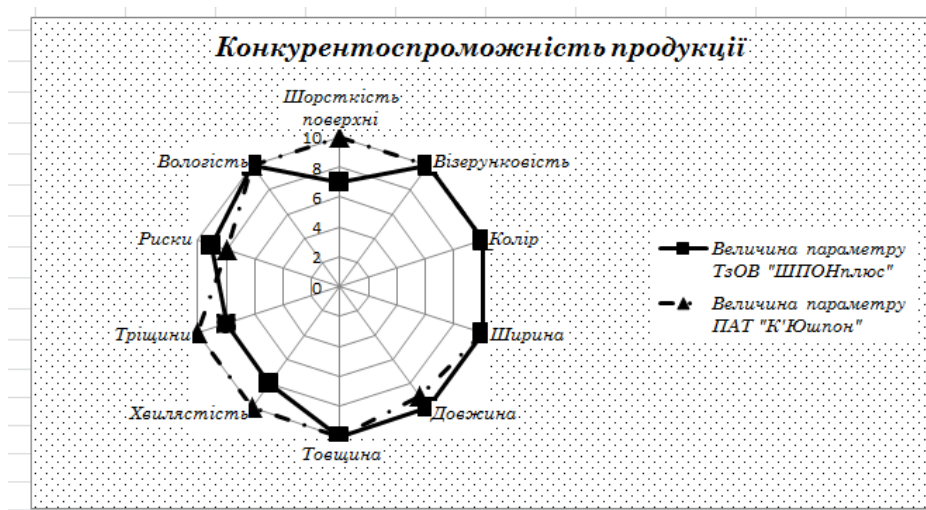 Конкурентоспроможність продукції
Шорсткість
поверхні
10
Вологість
Візерунковість
8
6
Риски
Колір
4
2
0
Тріщини
Ширина
Хвилястість
Довжина
Товщина
Величина параметру
ТзОВ "ШПОНплюс"
Величина параметру
ПАТ "К'Юшпон"